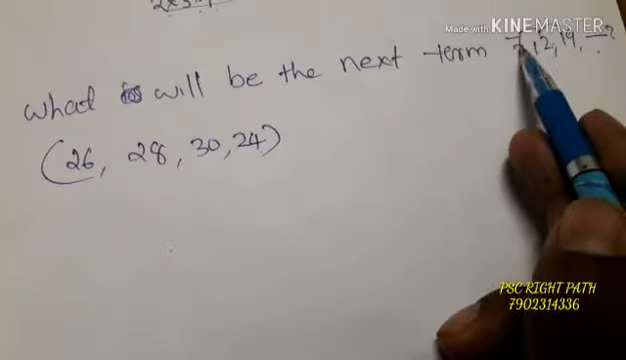 Made with KINEMASTER
what is will be the next term 7, 12, 19, — ?
(26, 28, 30, 24)
PSC RIGHT PATH
7902314336